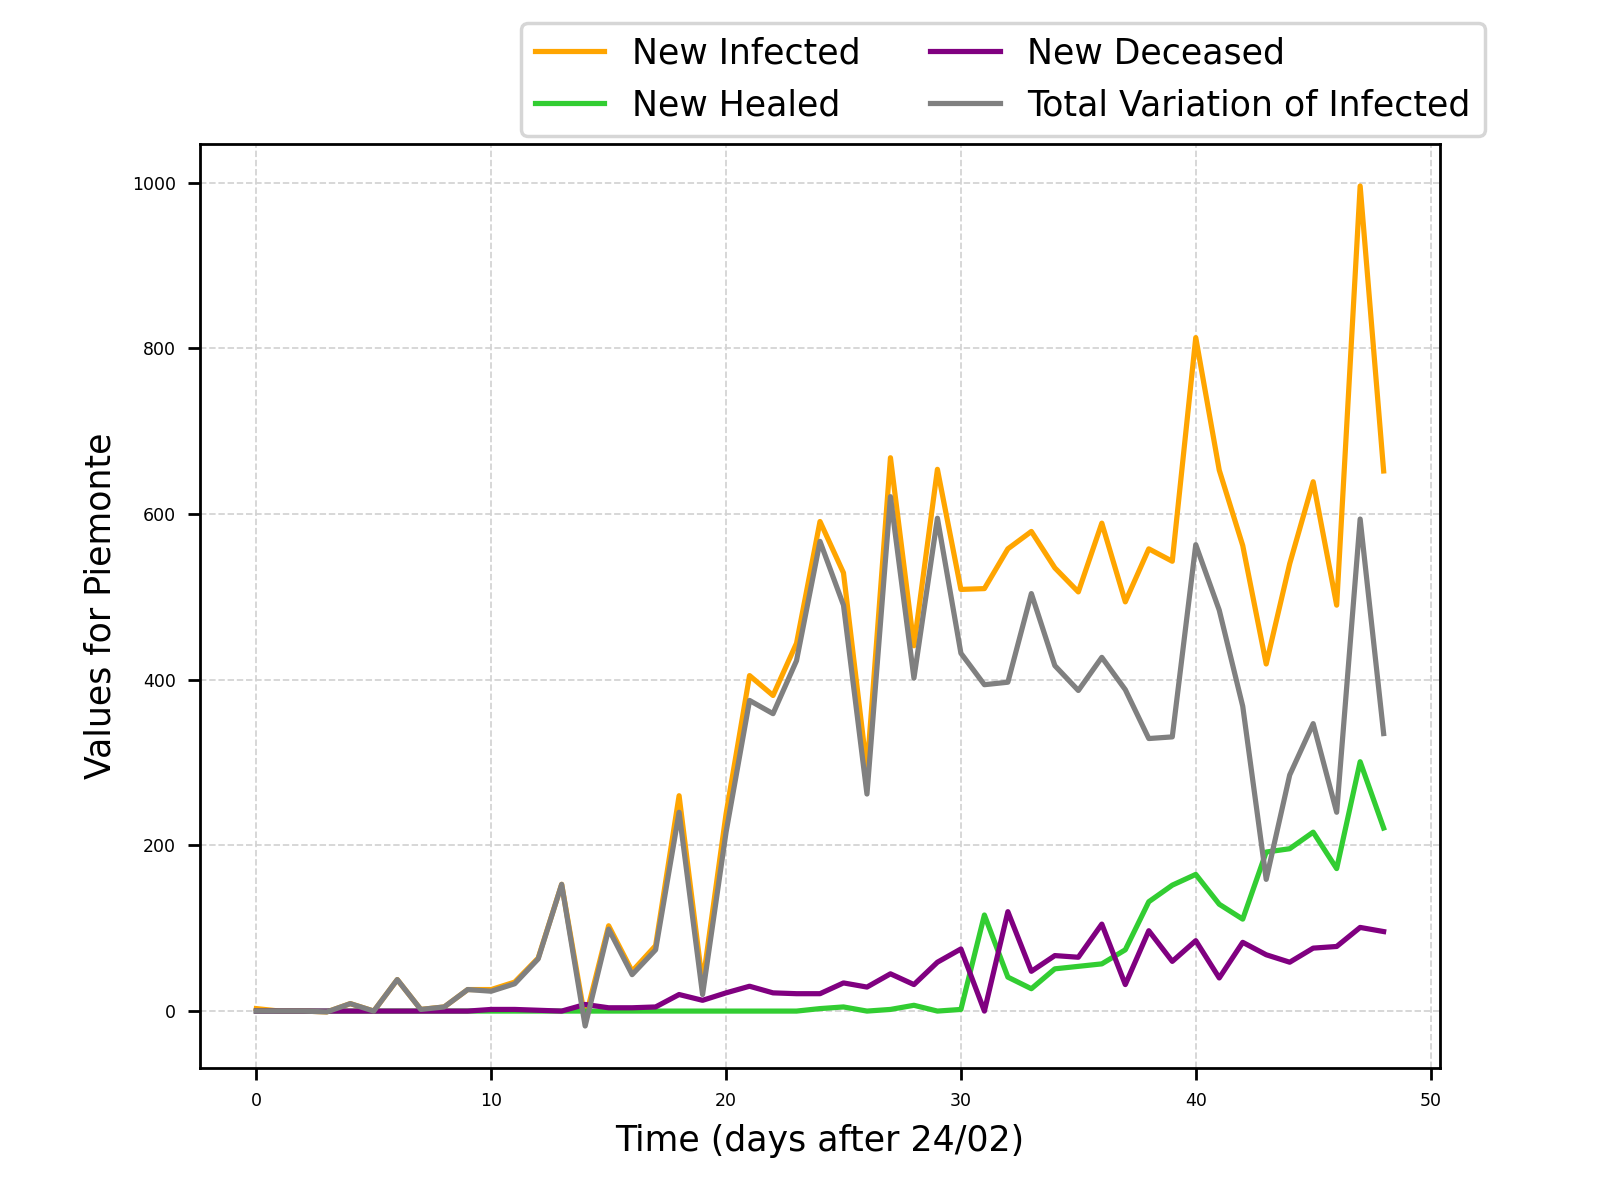 New Infected
New Healed
New Deceased
Total Variation of Infected
1000
800
600
400
200
0
Values for Piemonte
0 10 20 30 40 50
Time (days after 24/02)